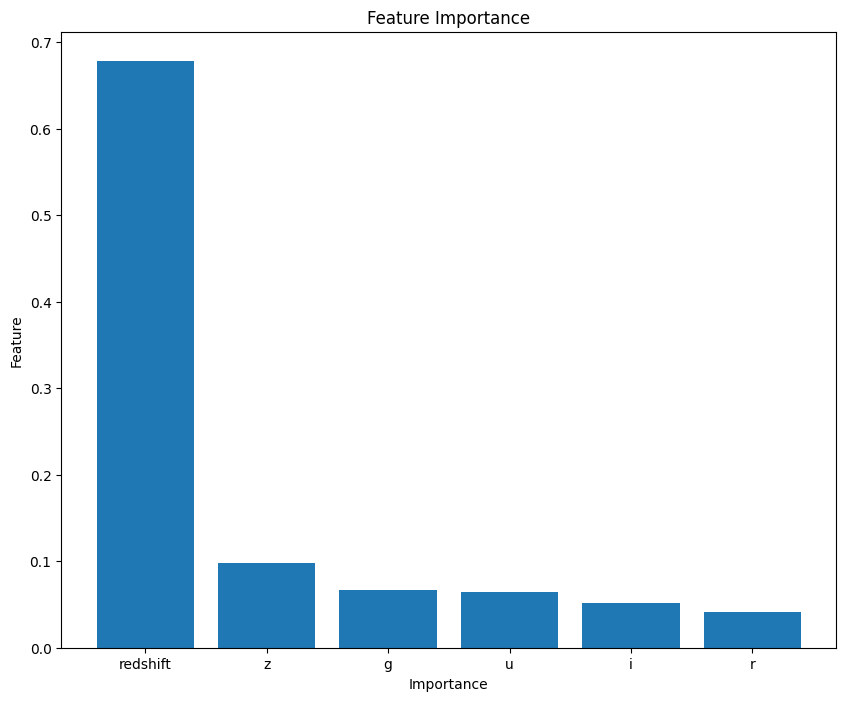 Feature Importance
0.7
0.6
0.5
0.4
0.3
0.2
0.1
0.0
Feature
redshift z g u i r
Importance